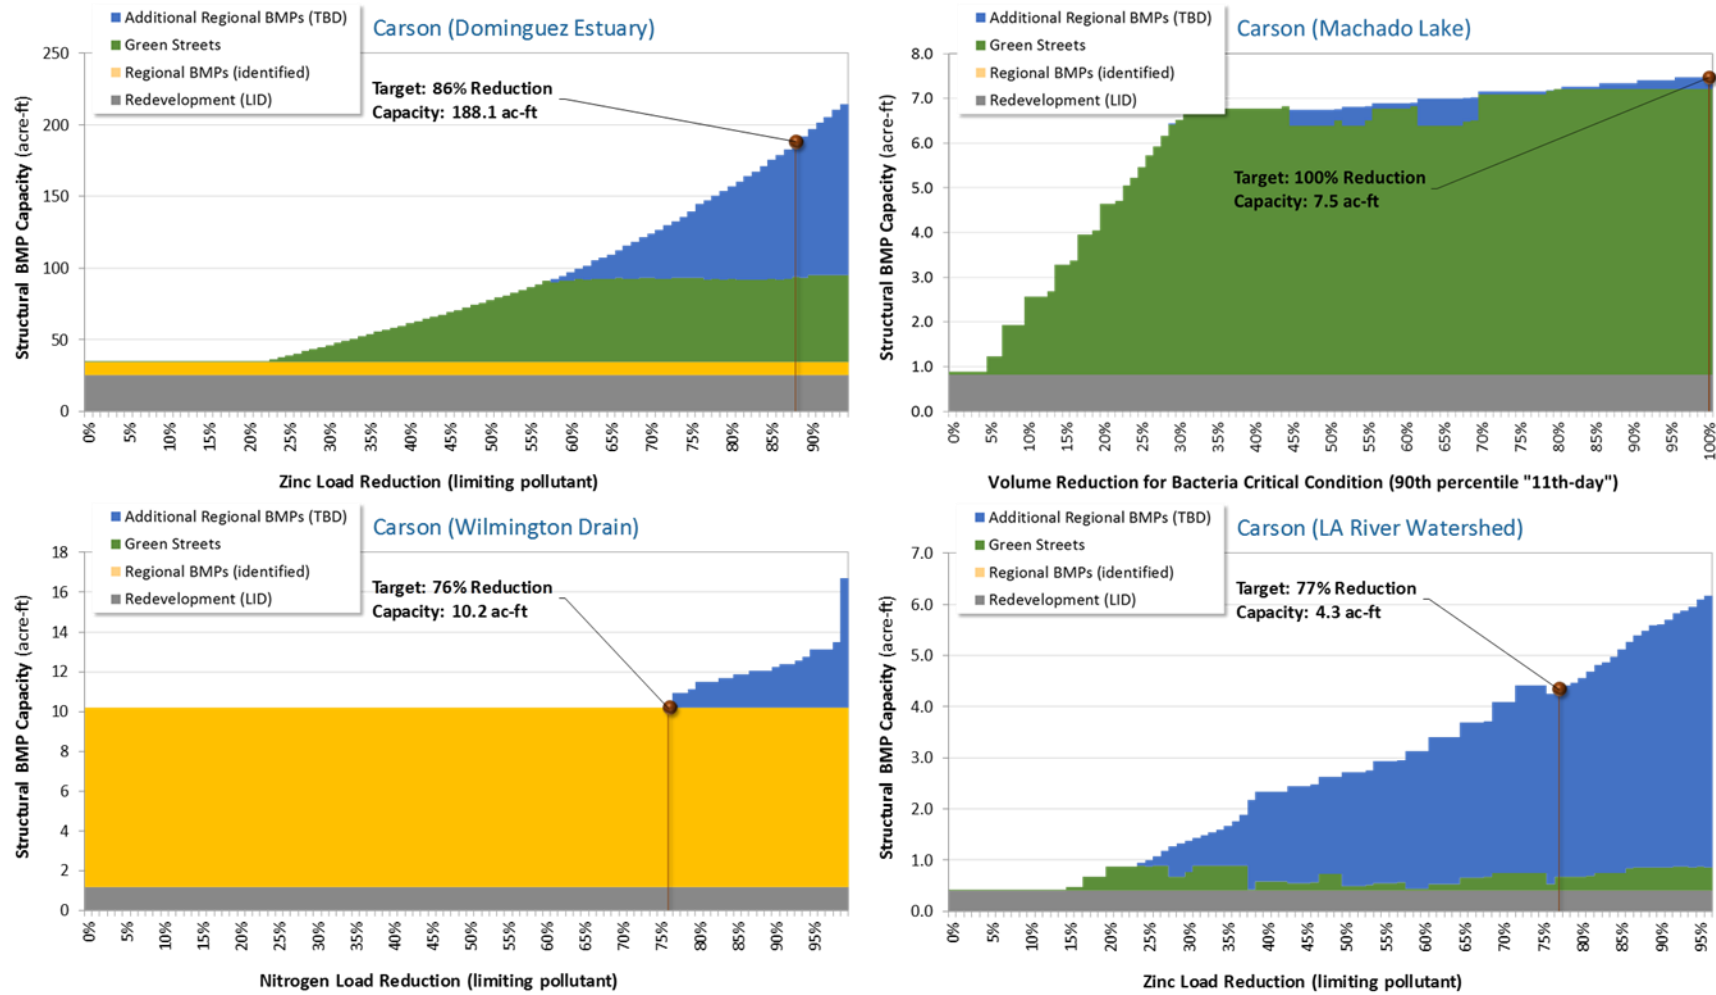 Additional Regional BMPs (TBD)
Green Streets
Regional BMPs (identified)
Redevelopment (LID)
Carson (Dominguez Estuary)
Target: 86% Reduction
Capacity: 188.1 ac-ft
Structural BMP Capacity (acre-ft)
250
200
150
100
50
0
0% 5% 10% 15% 20% 25% 30% 35% 40% 45% 50% 55% 60% 65% 70% 75% 80% 85% 90%
Zinc Load Reduction (limiting pollutant)
Additional Regional BMPs (TBD)
Green Streets
Regional BMPs (identified)
Redevelopment (LID)
Carson (Machado Lake)
Target: 100% Reduction
Capacity: 7.5 ac-ft
Structural BMP Capacity (acre-ft)
8.0
7.0
6.0
5.0
4.0
3.0
2.0
1.0
0.0
0% 5% 10% 15% 20% 25% 30% 35% 40% 45% 50% 55% 60% 65% 70% 75% 80% 85% 90% 95% 100%
Volume Reduction for Bacteria Critical Condition (90th percentile "11th-day")
Additional Regional BMPs (TBD)
Green Streets
Regional BMPs (identified)
Redevelopment (LID)
Carson (Wilmington Drain)
Target: 76% Reduction
Capacity: 10.2 ac-ft
Structural BMP Capacity (acre-ft)
18
16
14
12
10
8
6
4
2
0
0% 5% 10% 15% 20% 25% 30% 35% 40% 45% 50% 55% 60% 65% 70% 75% 80% 85% 90% 95%
Nitrogen Load Reduction (limiting pollutant)
Additional Regional BMPs (TBD)
Green Streets
Regional BMPs (identified)
Redevelopment (LID)
Carson (LA River Watershed)
Target: 77% Reduction
Capacity: 4.3 ac-ft
Structural BMP Capacity (acre-ft)
7.0
6.0
5.0
4.0
3.0
2.0
1.0
0.0
0% 5% 10% 15% 20% 25% 30% 35% 40% 45% 50% 55% 60% 65% 70% 75% 80% 85% 90% 95%
Zinc Load Reduction (limiting pollutant)